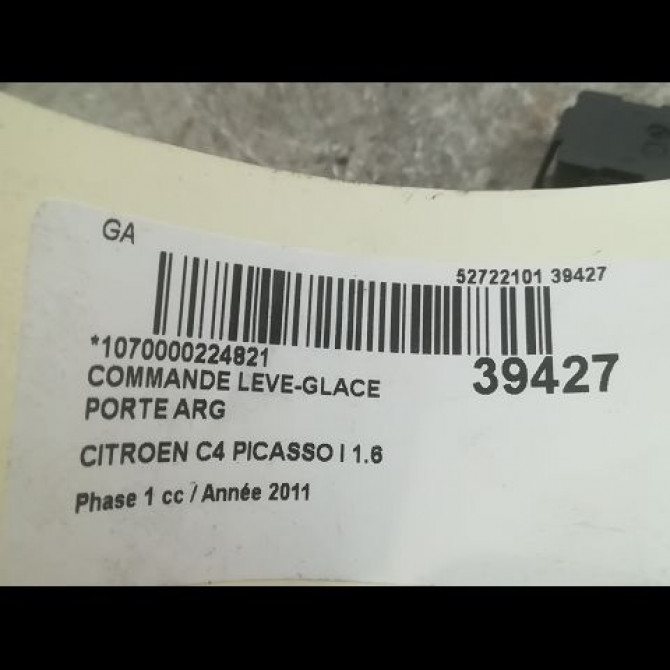 GA
52722101 39427
*1070000224821
39427
COMMANDE LEVE-GLACE
PORTE ARG
CITROEN C4 PICASSO I 1.6
Phase 1 cc / Année 2011